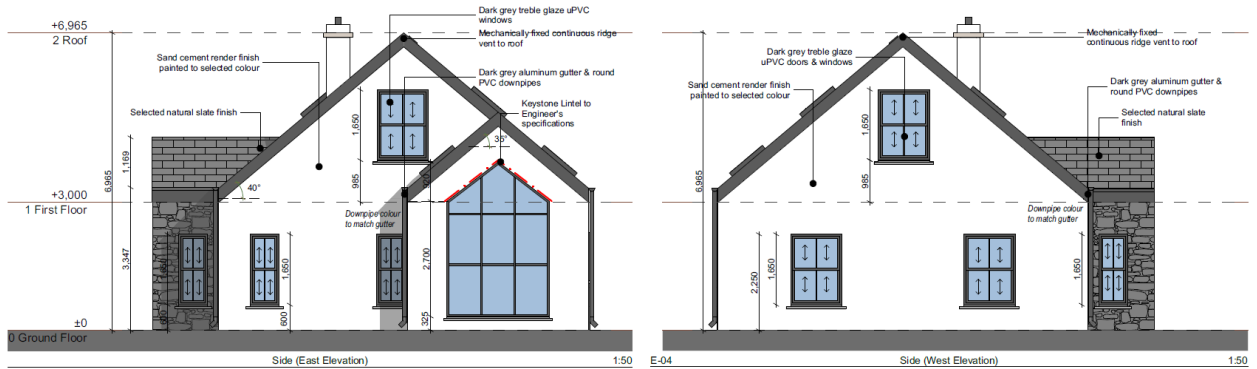 Dark grey treble glaze uPVC
windows
+6,965
2 Roof
Mechanically fixed continuous ridge
vent to roof
Sand cement render finish
painted to selected colour
Dark grey aluminum gutter & round
PVC downpipes
Keystone Lintel to
Engineer's
specifications
Selected natural slate finish
1,650
35°
1,169
6,965
985
40°
+3,000
1 First Floor
Downpipe colour
to match gutter
3,347
1,650
2,700
600
325
±0
0 Ground Floor
Side (East Elevation)
1:50
Mechanically fixed
continuous ridge vent to roof
Dark grey treble glaze
uPVC doors & windows
Sand cement render finish
painted to selected colour
Dark grey aluminum gutter &
round PVC downpipes
Selected natural slate
finish
6,965
1,650
985
Downpipe colour
to match gutter
2,250
1,650
1,650
E-04
Side (West Elevation)
1:50